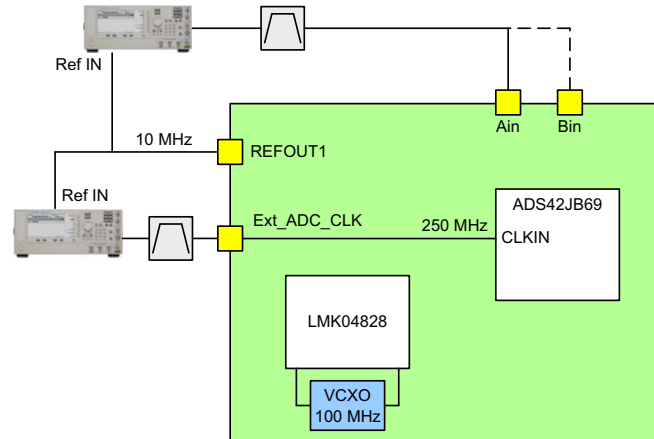 Ref IN
Ain
Bin
10 MHz
REFOUT1
Ref IN
ADS42JB69
Ext_ADC_CLK
250 MHz
CLKIN
LMK04828
VCXO
100 MHz